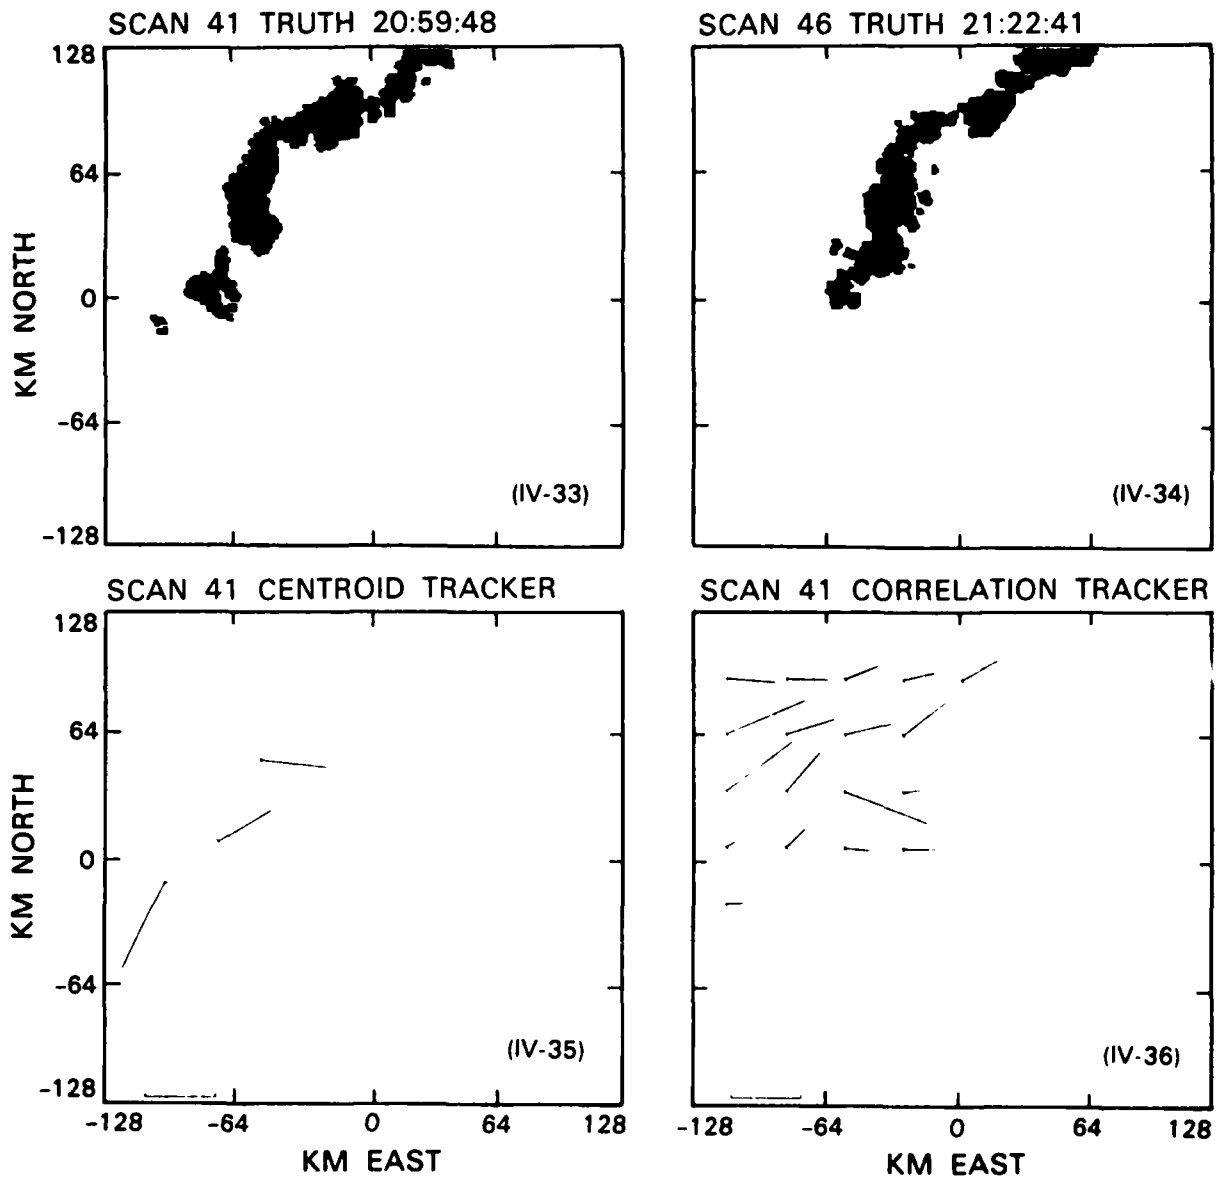 SCAN 41 TRUTH 20:59:48
SCAN 46 TRUTH 21:22:41
128
64
0
-64
-128
KM NORTH
(IV-33)
(IV-34)
SCAN 41 CENTROID TRACKER
SCAN 41 CORRELATION TRACKER
128
64
0
-64
-128
KM NORTH
(IV-35)
(IV-36)
-128 -64 0 64 128
-128 -64 0 64 128
KM EAST
KM EAST